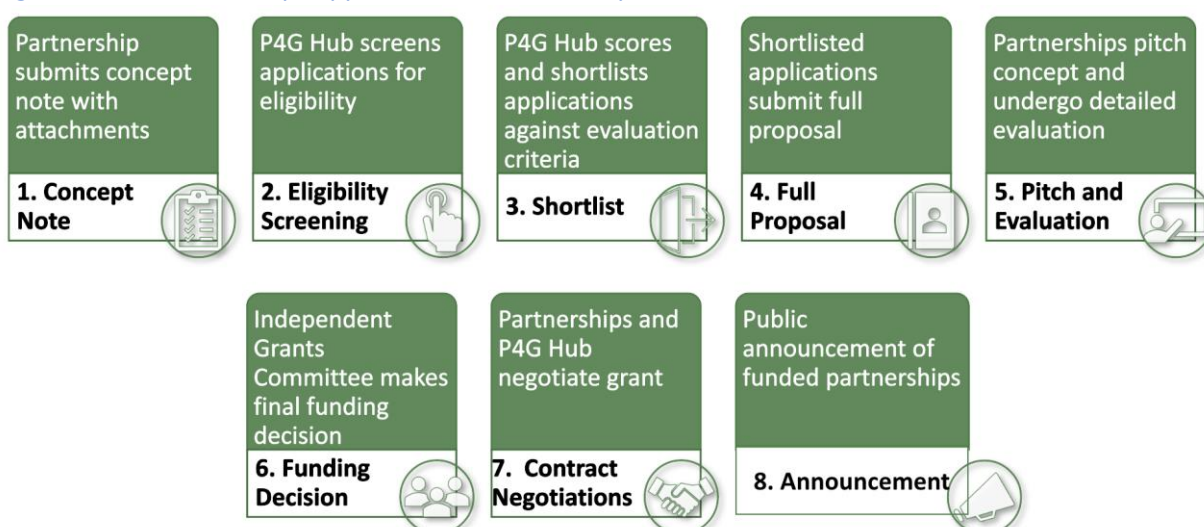 Partnership
submits concept
note with
attachments
1. Concept
Note
P4G Hub screens
applications for
eligibility
2. Eligibility
Screening
P4G Hub scores
and shortlists
applications
against evaluation
criteria
3. Shortlist
Shortlisted
applications
submit full
proposal
4. Full
Proposal
Partnerships pitch
concept and
undergo detailed
evaluation
5. Pitch and
Evaluation
Independent
Grants
Committee makes
final funding
decision
6. Funding
Decision
Partnerships and
P4G Hub
negotiate grant
7. Contract
Negotiations
Public
announcement of
funded partnerships
8. Announcement